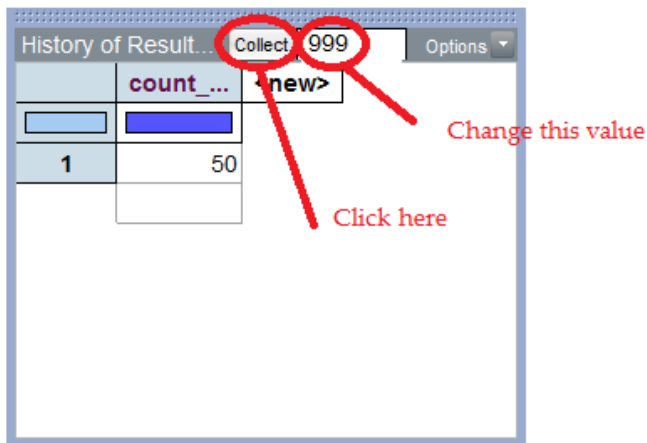 History of Result... Collect 999 Options
count_... <new>
Change this value
1 50
Click here